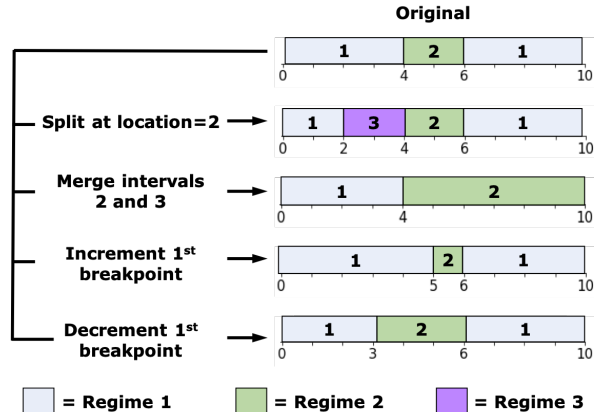 Original
1 2 1
0 4 6 10
Split at location=2
1 3 2 1
0 2 4 6 10
Merge intervals
2 and 3
1 2
0 4 10
Increment 1st
breakpoint
1 2 1
0 5 6 10
Decrement 1st
breakpoint
1 2 1
0 3 6 10
= Regime 1 = Regime 2 = Regime 3